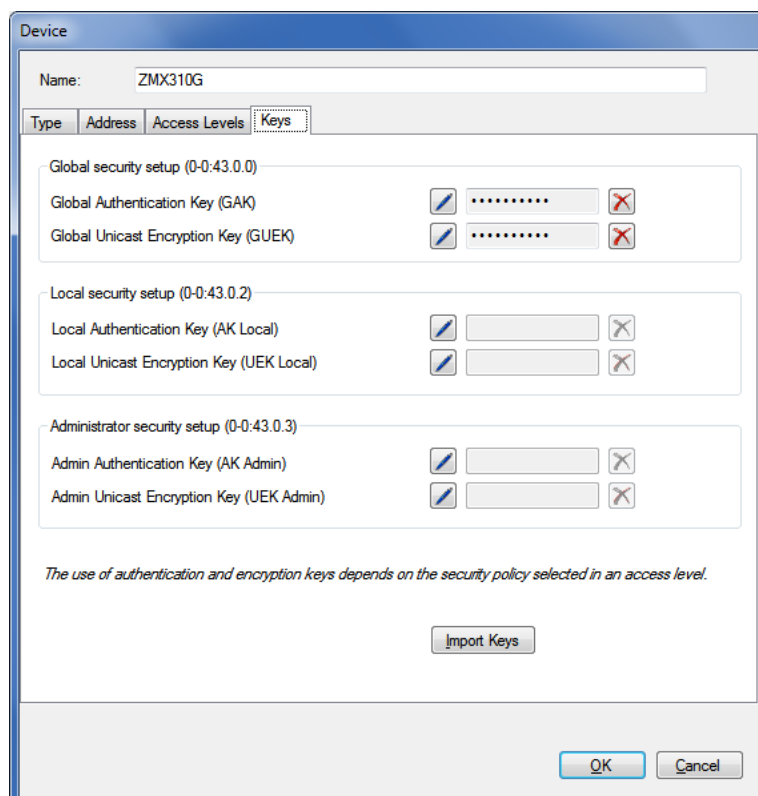 Device
Name: ZMX310G
Type Address Access Levels Keys
Global security setup (0-0:43.0.0)
Global Authentication Key (GAK) ••••••••••
Global Unicast Encryption Key (GUEK) ••••••••••
Local security setup (0-0:43.0.2)
Local Authentication Key (AK Local)
Local Unicast Encryption Key (UEK Local)
Administrator security setup (0-0:43.0.3)
Admin Authentication Key (AK Admin)
Admin Unicast Encryption Key (UEK Admin)
The use of authentication and encryption keys depends on the security policy selected in an access level.
Import Keys
OK Cancel